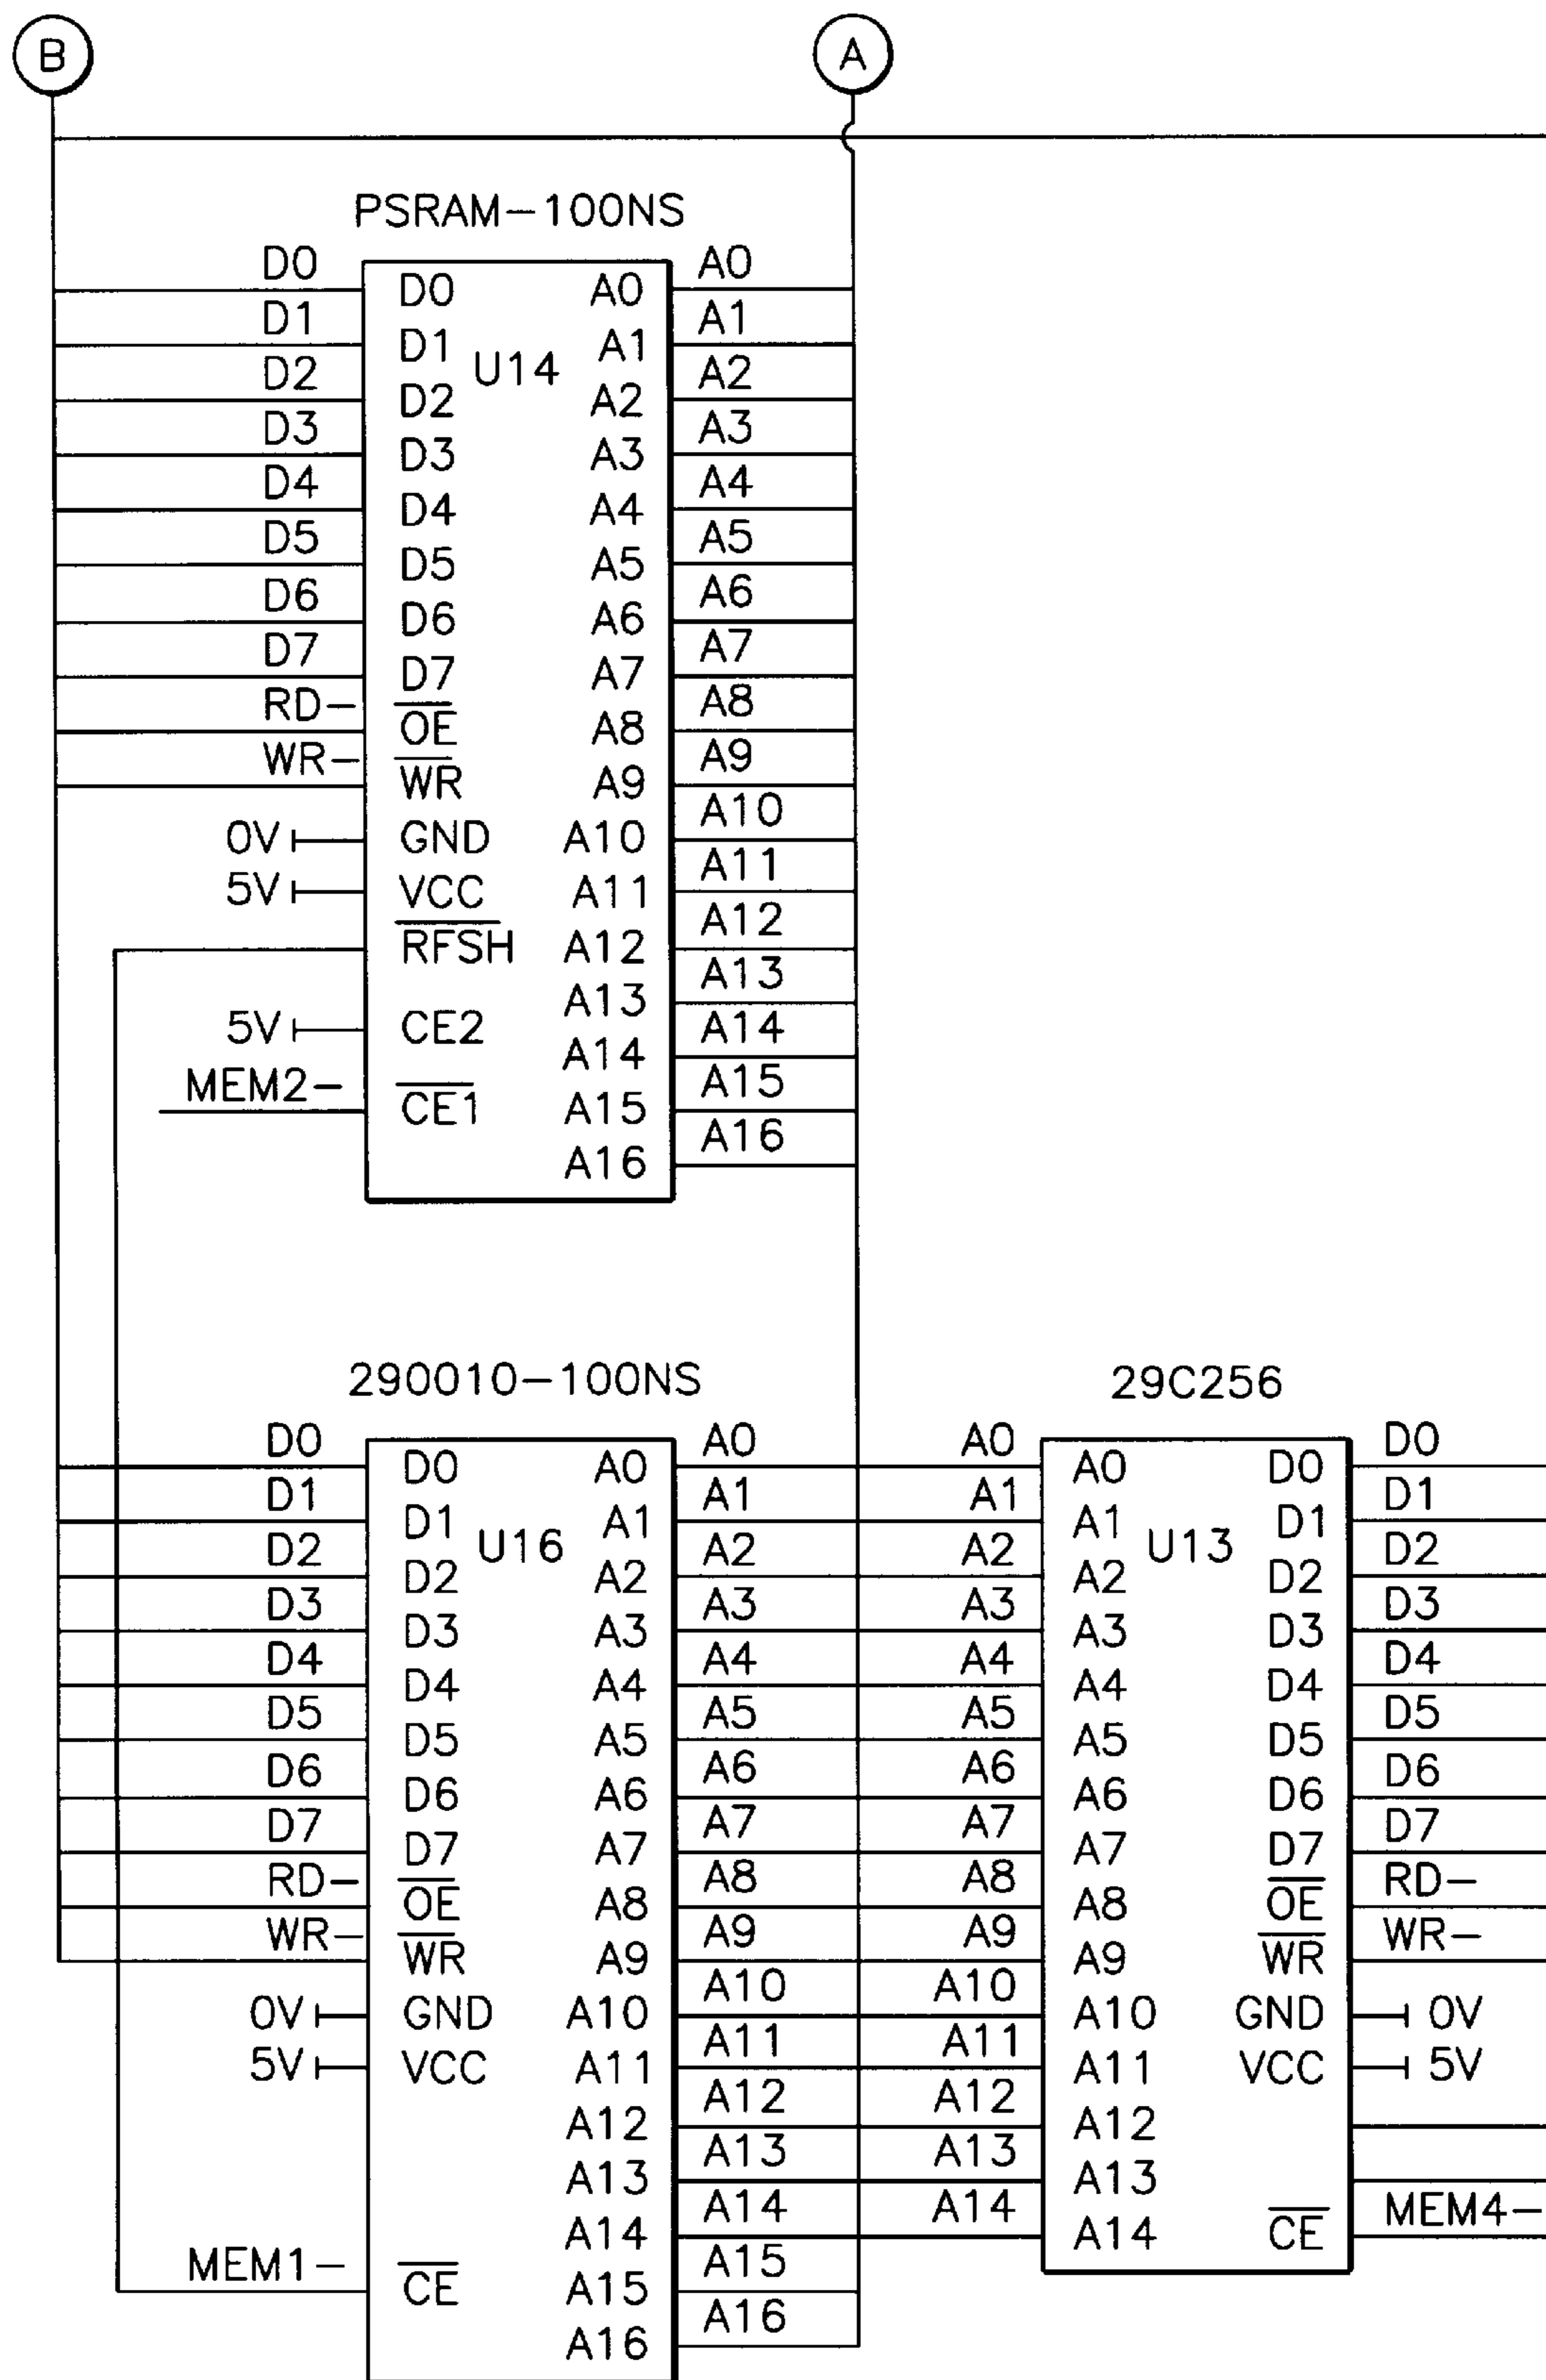 B A
PSRAM-100NS
D0 A0
D0 A0
D1 A1
D1 U14 A1
D2 A2
D2 A2
D3 A3
D3 A3
D4 A4
D4 A4
D5 A5
D5 A5
D6 A6
D6 A6
D7 A7
D7 A7
RD- A8
OE A8
WR- A9
WR A9
A10
0V GND A10
A11
5V VCC A11
A12
RFSH A12
A13
A13
5V CE2 A14
A14
MEM2- A15
CE1 A15
A16
A16
290010-100NS 29C256
D0 A0 A0 D0
D0 A0 A0 D0
D1 A1 A1 D1
D1 U16 A1 A1 U13 D1
D2 A2 A2 D2
D2 A2 A2 D2
D3 A3 A3 D3
D3 A3 A3 D3
D4 A4 A4 D4
D4 A4 A4 D4
D5 A5 A5 D5
D5 A5 A5 D5
D6 A6 A6 D6
D6 A6 A6 D6
D7 A7 A7 D7
D7 A7 A7 D7
RD- A8 A8 RD-
OE A8 A8 OE
WR- A9 A9 WR-
WR A9 A9 WR
A10 A10
0V GND A10 A10 GND 0V
A11 A11
5V VCC A11 A11 VCC 5V
A12 A12
A12 A12
A13 A13
A13 A13
A14 A14 MEM4-
A14 A14 CE
MEM1- A15
CE A15
A16
A16